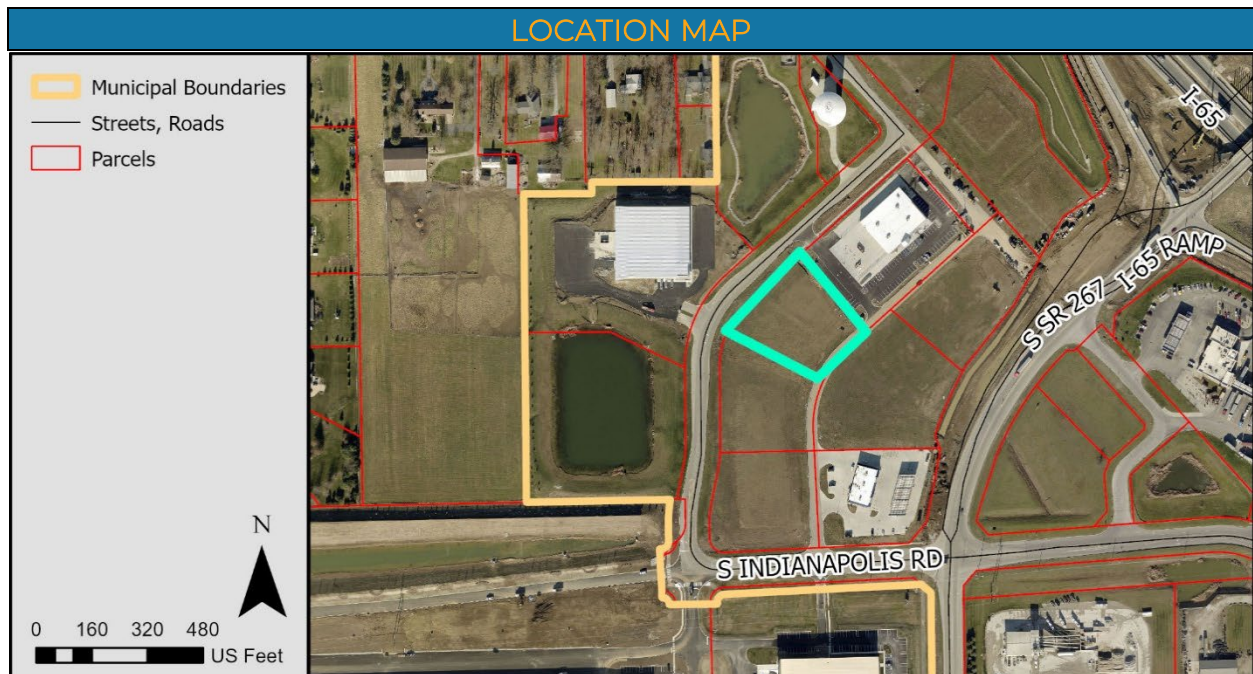 LOCATION MAP
Municipal Boundaries
Streets, Roads
Parcels
N
0 160 320 480
US Feet
I-65
S SR 267 I-65 RAMP
S INDIANAPOLIS RD